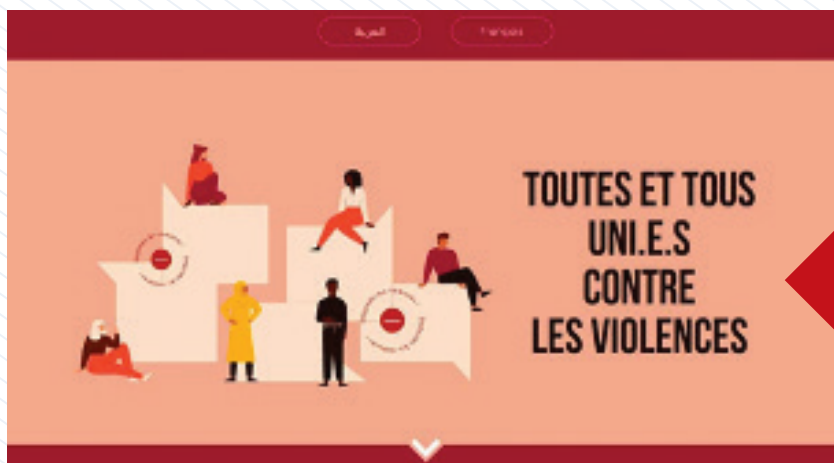 العربية
Français
TOUTES ET TOUS
UNI.E.S
CONTRE
LES VIOLENCES